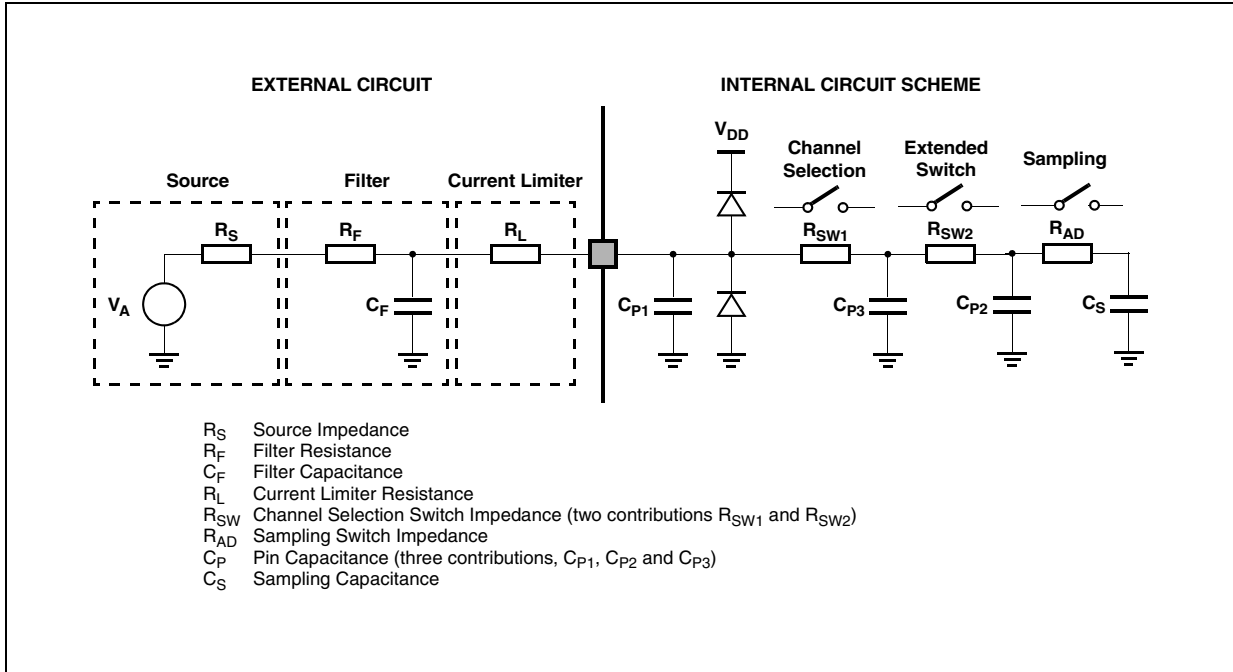 EXTERNAL CIRCUIT
INTERNAL CIRCUIT SCHEME
VDD
Channel
Selection
Extended
Switch
Sampling
Source
Filter
Current Limiter
RS
RF
RL
RSW1
RSW2
RAD
VA
CF
CP1
CP3
CP2
CS
RS Source Impedance
RF Filter Resistance
CF Filter Capacitance
RL Current Limiter Resistance
RSW Channel Selection Switch Impedance (two contributions RSW1 and RSW2)
RAD Sampling Switch Impedance
CP Pin Capacitance (three contributions, CP1, CP2 and CP3)
CS Sampling Capacitance